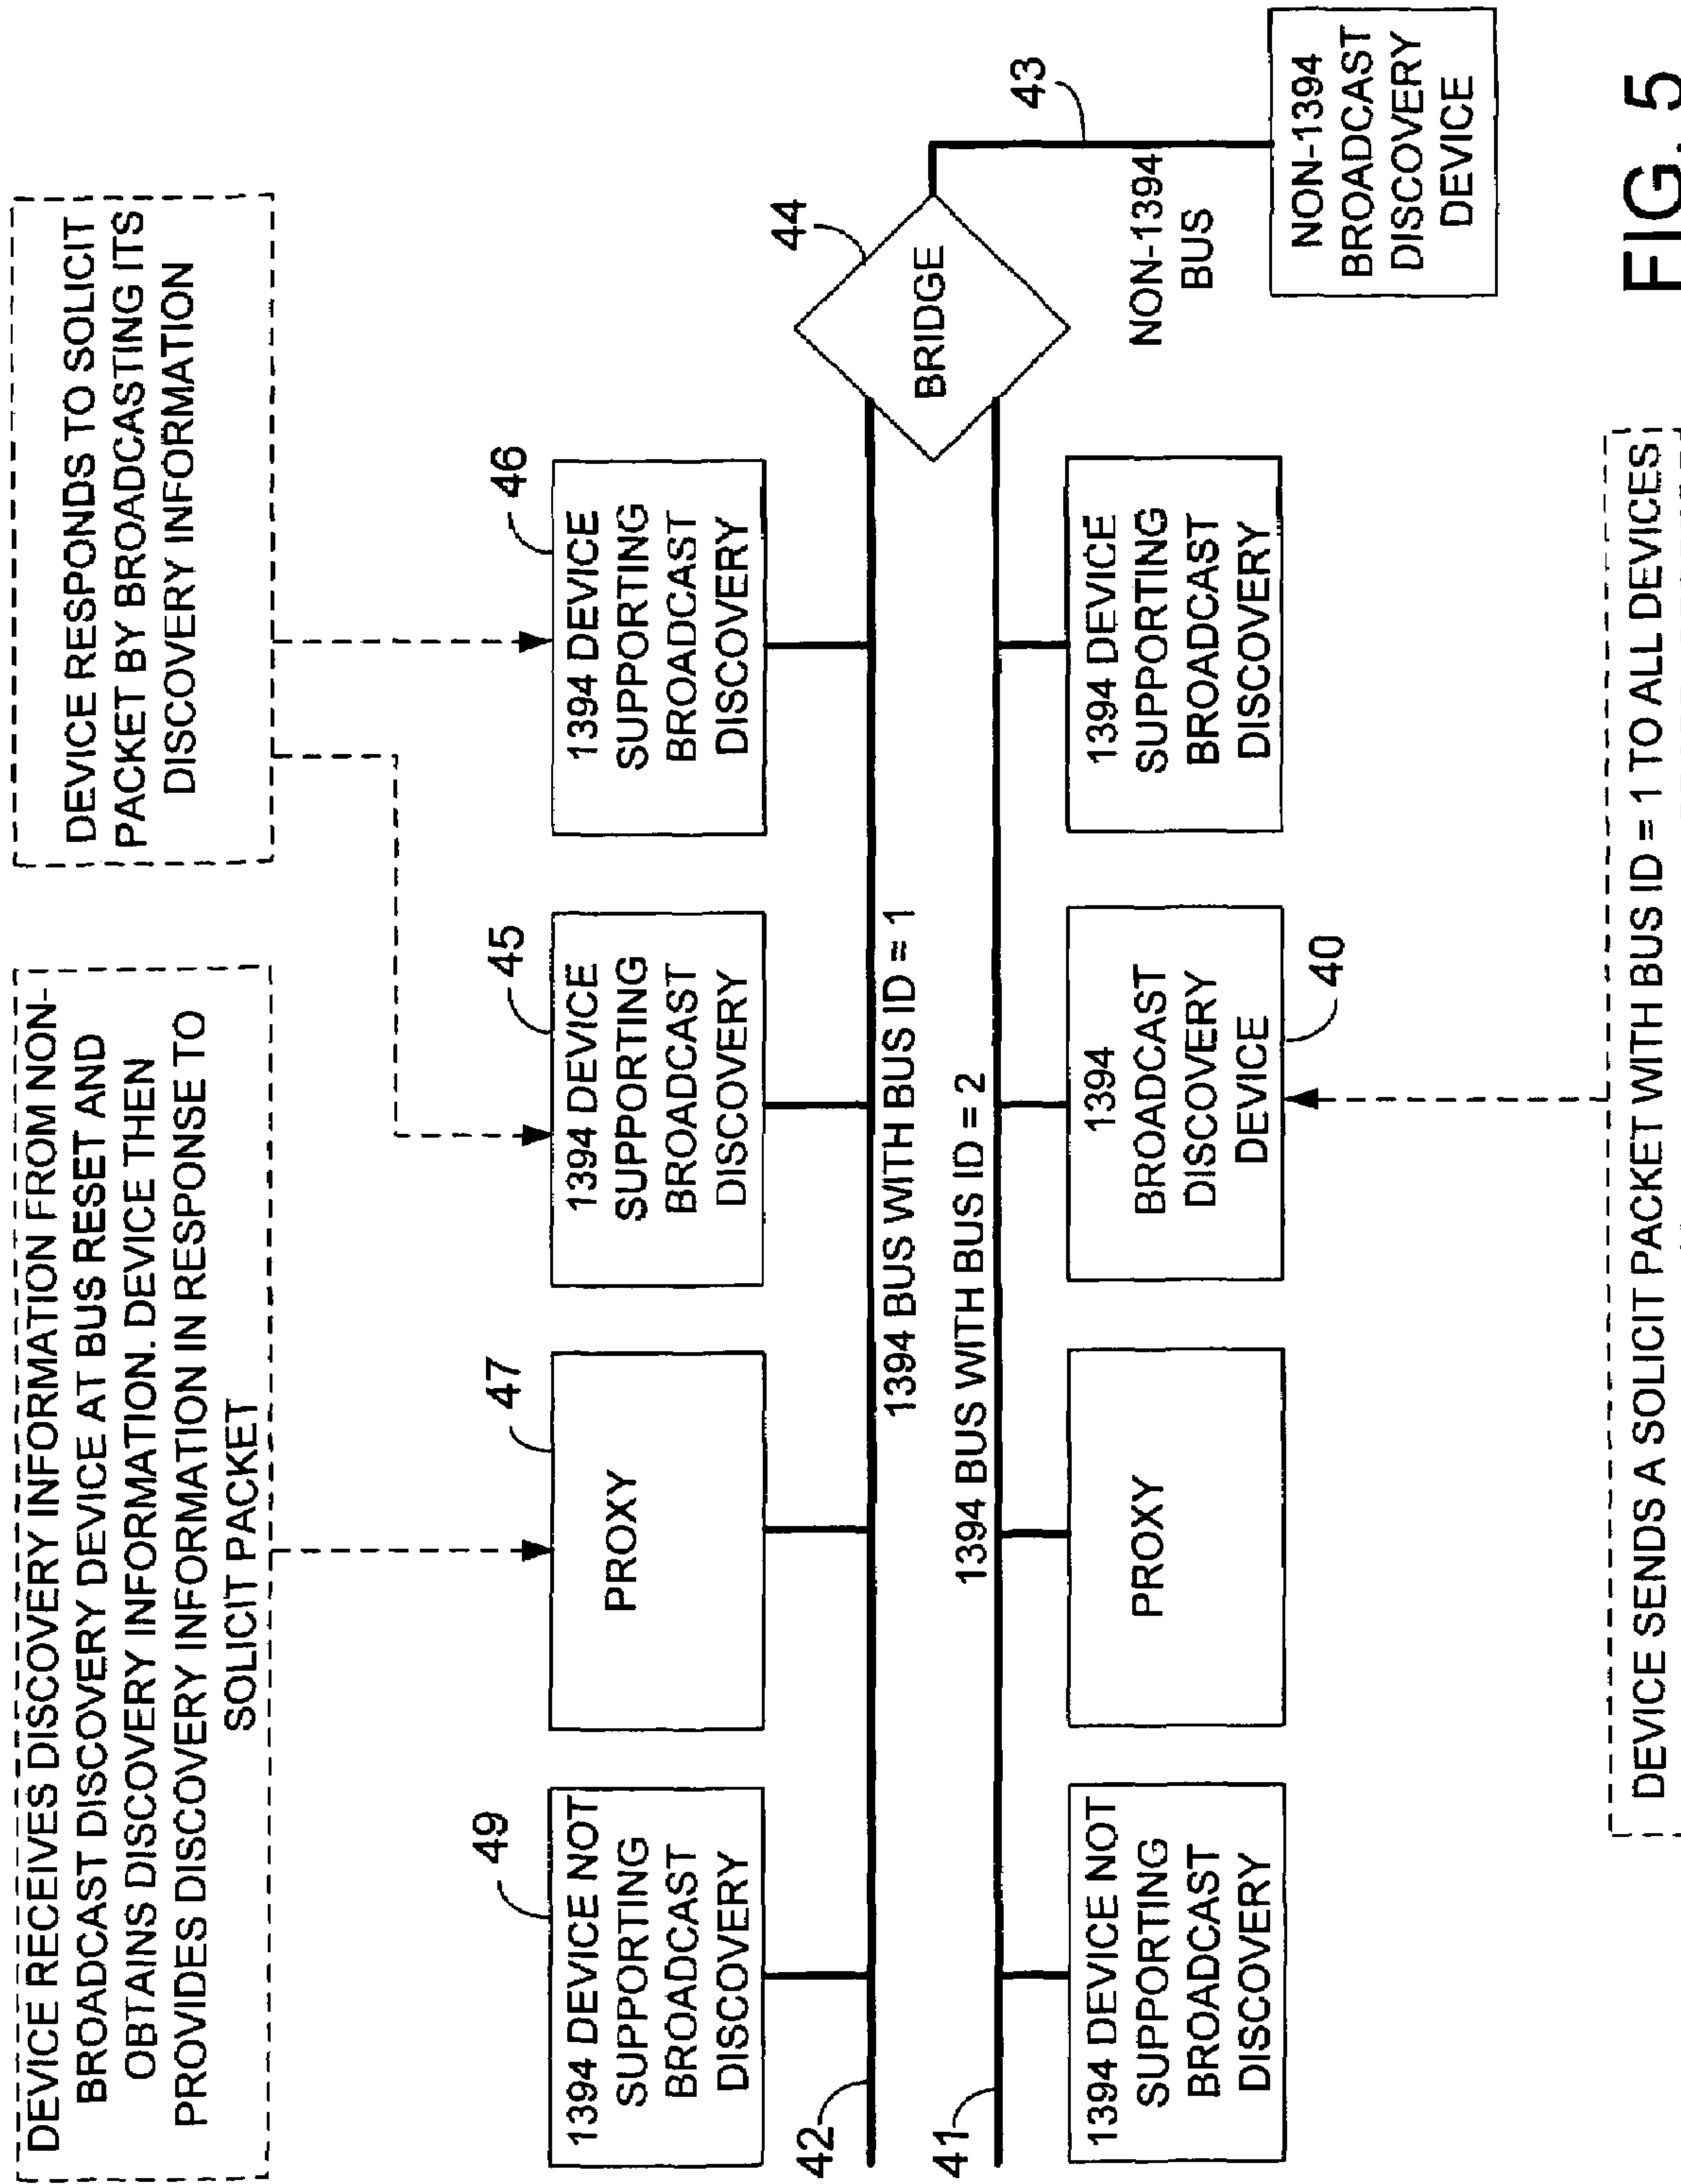 DEVICE RECEIVES DISCOVERY INFORMATION FROM NON-
BROADCAST DISCOVERY DEVICE AT BUS RESET AND
OBTAINS DISCOVERY INFORMATION. DEVICE THEN
PROVIDES DISCOVERY INFORMATION IN RESPONSE TO
SOLICIT PACKET
DEVICE RESPONDS TO SOLICIT
PACKET BY BROADCASTING ITS
DISCOVERY INFORMATION
49
1394 DEVICE NOT
SUPPORTING
BROADCAST
DISCOVERY
47
PROXY
45
1394 DEVICE
SUPPORTING
BROADCAST
DISCOVERY
46
1394 DEVICE
SUPPORTING
BROADCAST
DISCOVERY
42
1394 BUS WITH BUS ID = 1
44
BRIDGE
43
41
1394 BUS WITH BUS ID = 2
NON-1394
BUS
1394 DEVICE NOT
SUPPORTING
BROADCAST
DISCOVERY
PROXY
1394
BROADCAST
DISCOVERY
DEVICE
40
1394 DEVICE
SUPPORTING
BROADCAST
DISCOVERY
NON-1394
BROADCAST
DISCOVERY
DEVICE
DEVICE SENDS A SOLICIT PACKET WITH BUS ID = 1 TO ALL DEVICES
FIG. 5